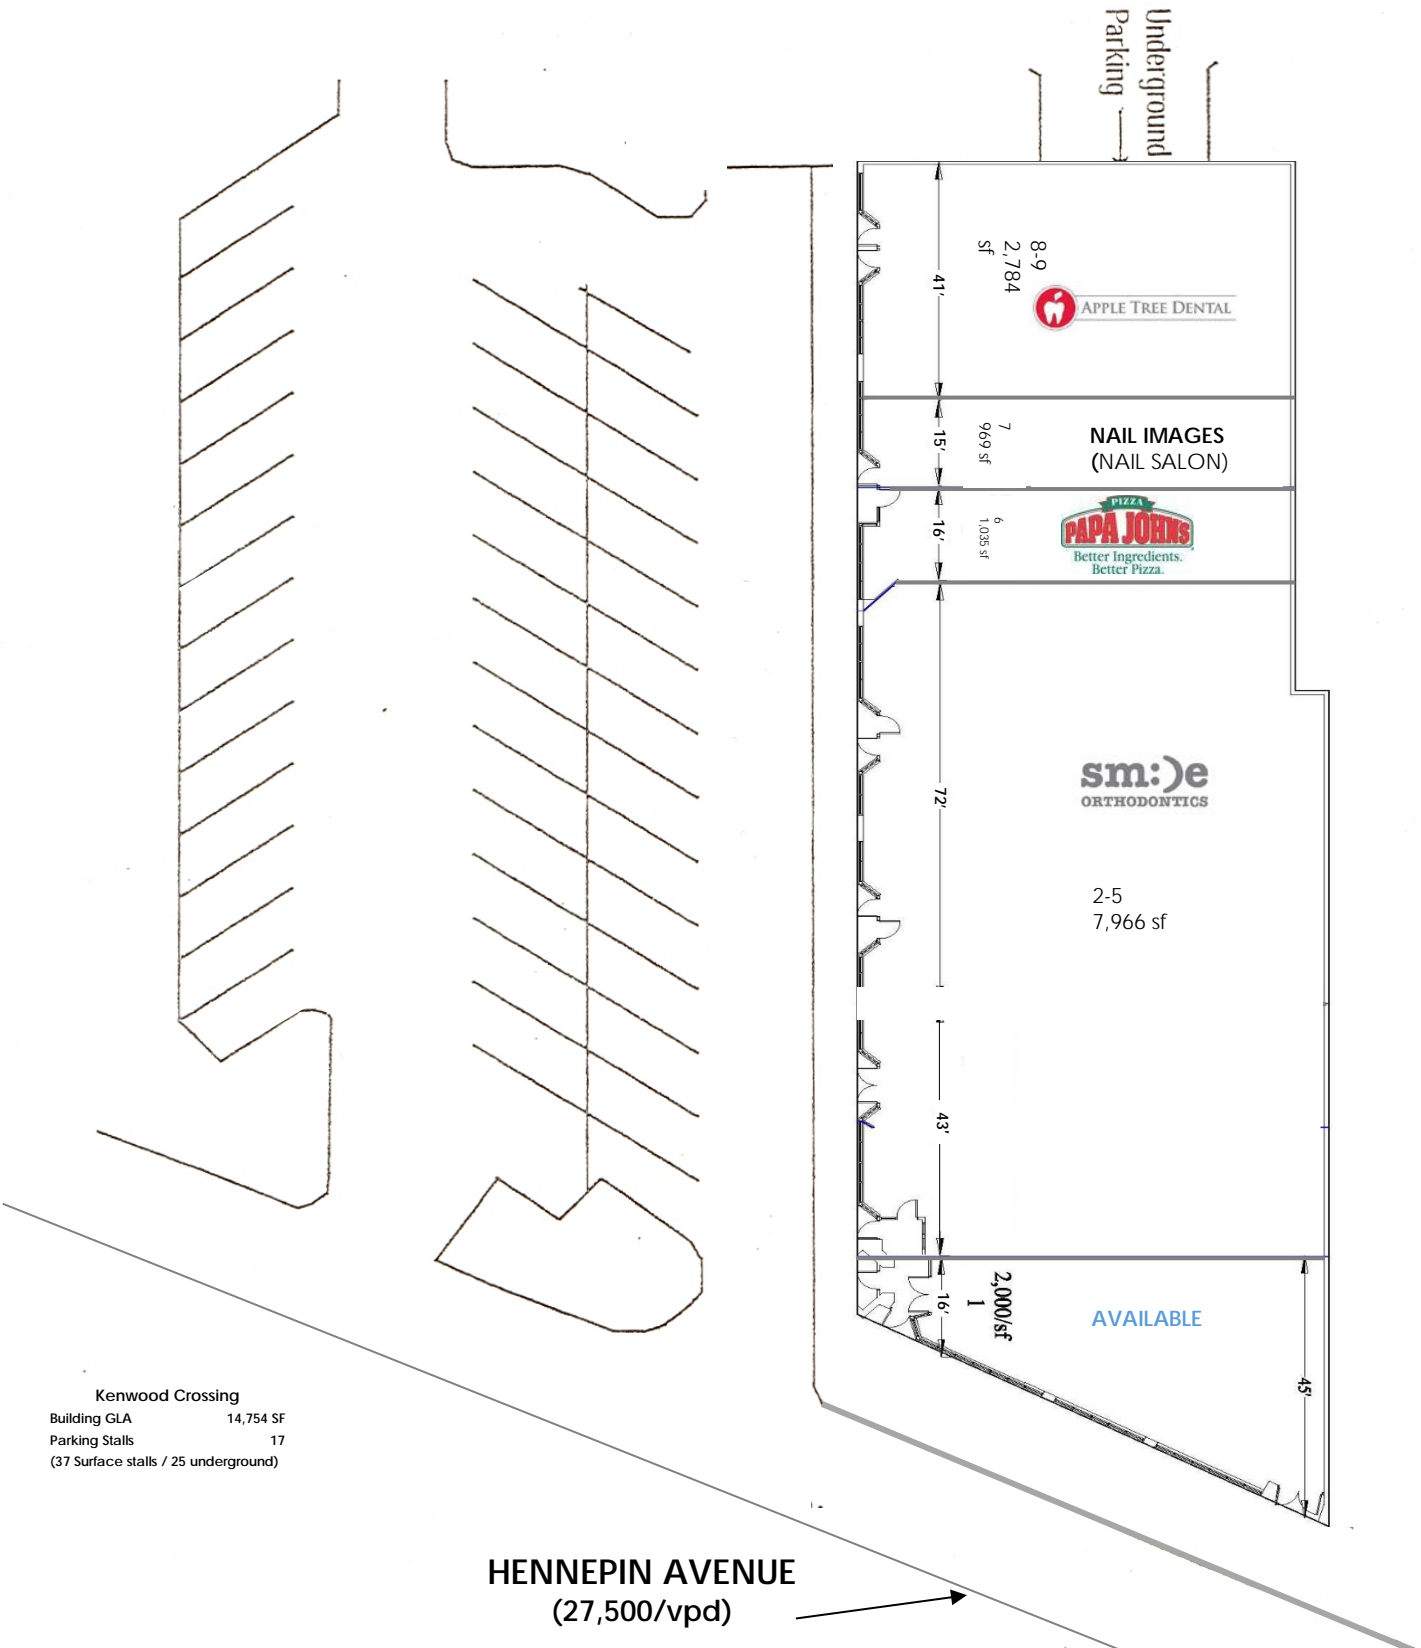 Underground
Parking
8-9
2,784
sf
41'
APPLE TREE DENTAL
7
969 sf
15'
NAIL IMAGES
(NAIL SALON)
6
1,035 sf
16'
PIZZA
PAPA JOHNS
Better Ingredients.
Better Pizza.
72'
sm:)e
ORTHODONTICS
2-5
7,966 sf
43'
2,000/sf
1
16'
AVAILABLE
45'
Kenwood Crossing
Building GLA 14,754 SF
Parking Stalls 17
(37 Surface stalls / 25 underground)
HENNEPIN AVENUE
(27,500/vpd)